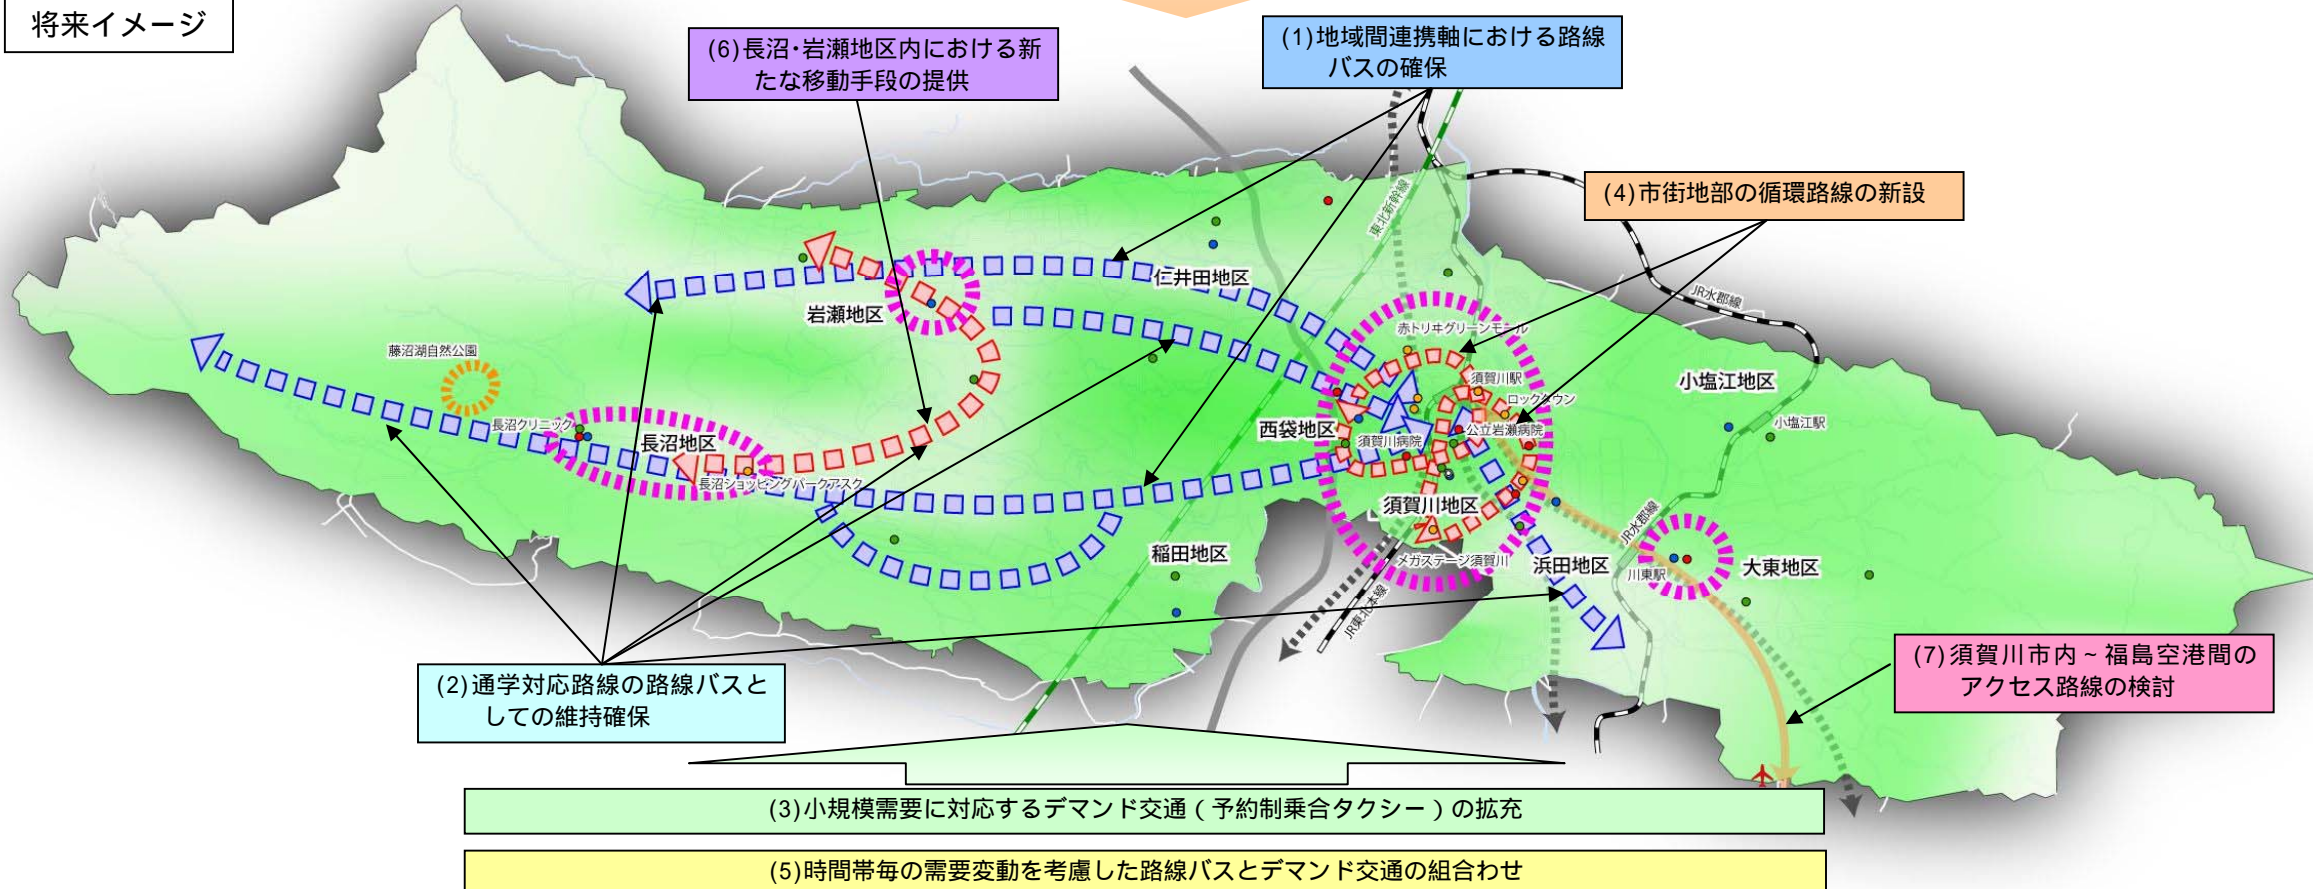 将来イメージ
(6)長沼・岩瀬地区内における新
たな移動手段の提供
(1)地域間連携軸における路線
バスの確保
(4)市街地部の循環路線の新設
東北新幹線
JR水郡線
仁井田地区
岩瀬地区
赤トリヰグリーンモール
藤沼湖自然公園
須賀川駅
小塩江地区
ロックタウン
小塩江駅
長沼クリニック
長沼地区
西袋地区
須賀川病院
公立岩瀬病院
長沼ショッピングパークアスク
須賀川地区
JR水郡線
稲田地区
メガステージ須賀川
浜田地区
川東駅
大東地区
JR東北本線
(2)通学対応路線の路線バスと
しての維持確保
(7)須賀川市内~福島空港間の
アクセス路線の検討
(3)小規模需要に対応するデマンド交通(予約制乗合タクシー)の拡充
(5)時間帯毎の需要変動を考慮した路線バスとデマンド交通の組合わせ